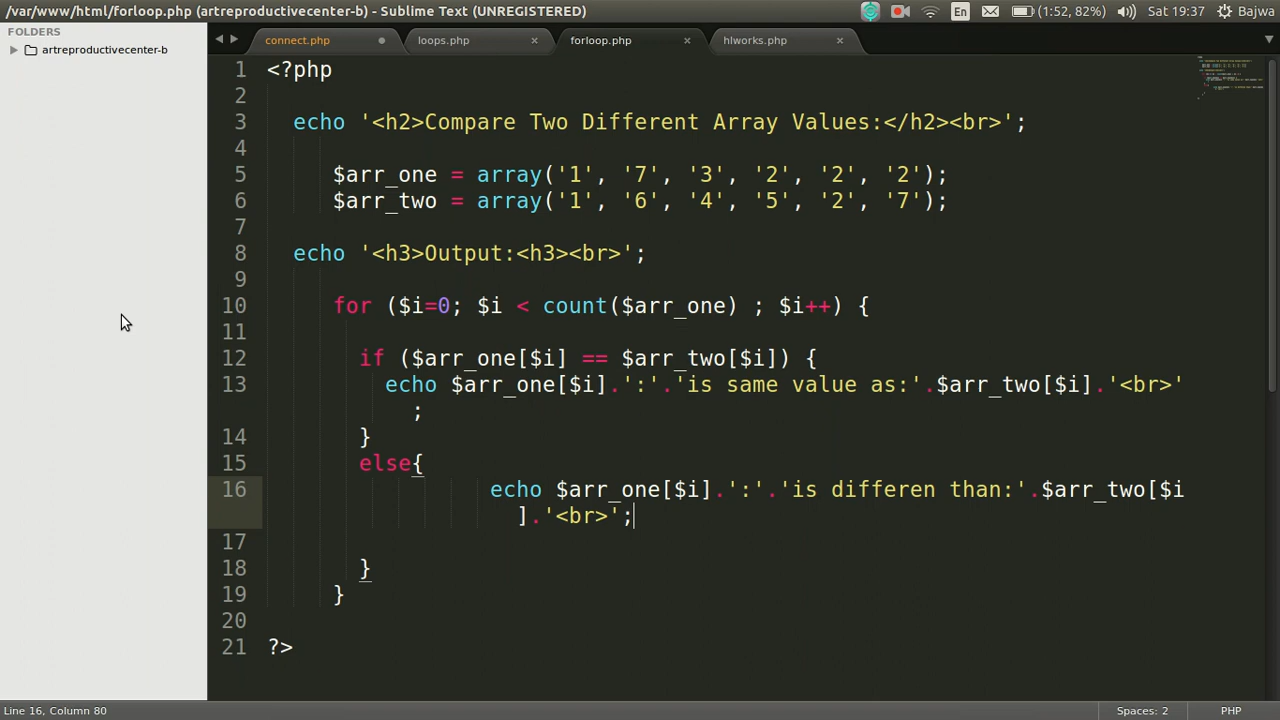 /var/www/html/forloop.php (artreproductivecenter-b) - Sublime Text (UNREGISTERED) En (1:52, 82%) Sat 19:37 Bajwa
FOLDERS
artreproductivecenter-b
connect.php loops.php forloop.php hlworks.php
1 <?php
2
3 echo '<h2>Compare Two Different Array Values:</h2><br>';
4
5 $arr_one = array('1', '7', '3', '2', '2', '2');
6 $arr_two = array('1', '6', '4', '5', '2', '7');
7
8 echo '<h3>Output:<h3><br>';
9
10 for ($i=0; $i < count($arr_one) ; $i++) {
11
12 if ($arr_one[$i] == $arr_two[$i]) {
13 echo $arr_one[$i].':'.'is same value as:'.$arr_two[$i].'<br>'
;
14 }
15 else{
16 echo $arr_one[$i].':'.'is differen than:'.$arr_two[$i
].'<br>';
17
18 }
19 }
20
21 ?>
Line 16, Column 80 Spaces: 2 PHP